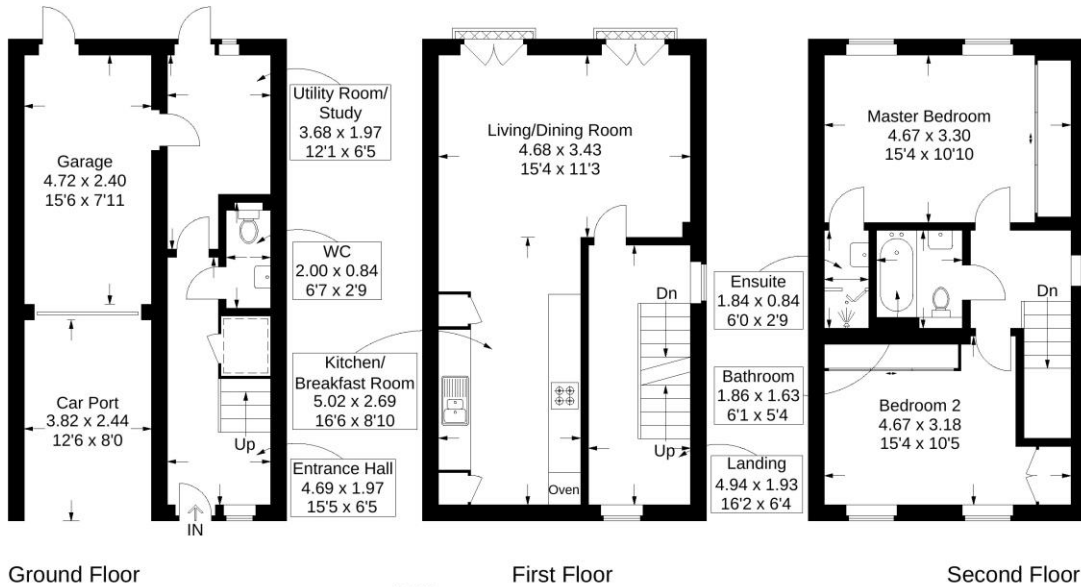 Garage
4.72 x 2.40
15'6 x 7'11
Car Port
3.82 x 2.44
12'6 x 8'0
Utility Room/
Study
3.68 x 1.97
12'1 x 6'5
WC
2.00 x 0.84
6'7 x 2'9
Up
Entrance Hall
4.69 x 1.97
15'5 x 6'5
IN
Ground Floor
Living/Dining Room
4.68 x 3.43
15'4 x 11'3
Kitchen/
Breakfast Room
5.02 x 2.69
16'6 x 8'10
Oven
Dn
Up
Landing
4.94 x 1.93
16'2 x 6'4
First Floor
Master Bedroom
4.67 x 3.30
15'4 x 10'10
Ensuite
1.84 x 0.84
6'0 x 2'9
Bathroom
1.86 x 1.63
6'1 x 5'4
Dn
Bedroom 2
4.67 x 3.18
15'4 x 10'5
Second Floor